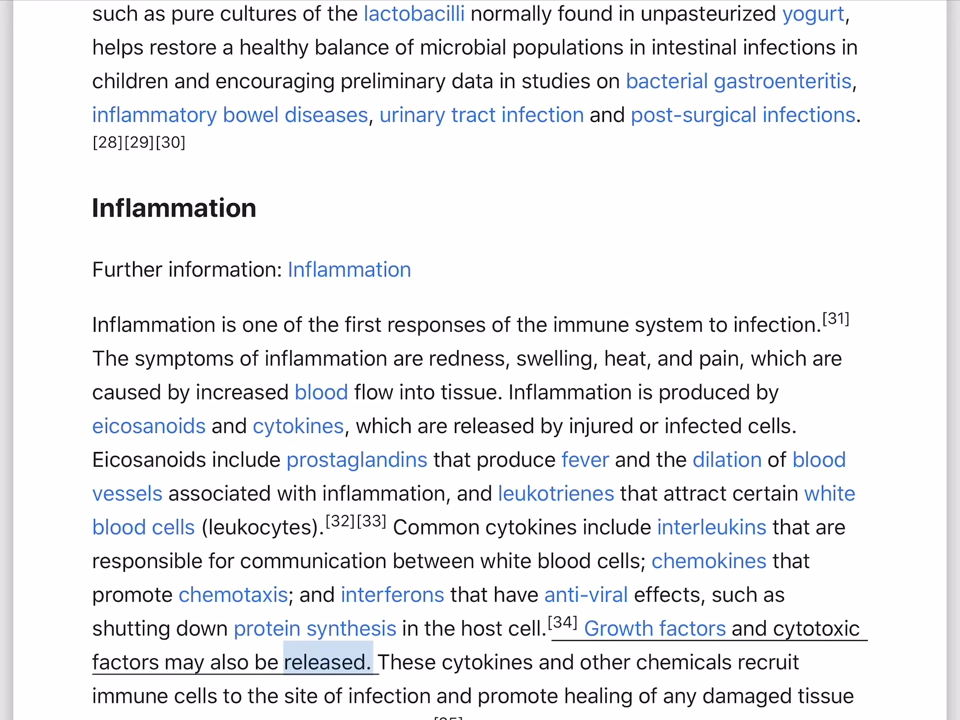 such as pure cultures of the lactobacilli normally found in unpasteurized yogurt,
helps restore a healthy balance of microbial populations in intestinal infections in
children and encouraging preliminary data in studies on bacterial gastroenteritis,
inflammatory bowel diseases, urinary tract infection and post-surgical infections.
[28][29][30]
Inflammation
Further information: Inflammation
Inflammation is one of the first responses of the immune system to infection.[31]
The symptoms of inflammation are redness, swelling, heat, and pain, which are
caused by increased blood flow into tissue. Inflammation is produced by
eicosanoids and cytokines, which are released by injured or infected cells.
Eicosanoids include prostaglandins that produce fever and the dilation of blood
vessels associated with inflammation, and leukotrienes that attract certain white
blood cells (leukocytes).[32][33] Common cytokines include interleukins that are
responsible for communication between white blood cells; chemokines that
promote chemotaxis; and interferons that have anti-viral effects, such as
shutting down protein synthesis in the host cell.[34] Growth factors and cytotoxic
factors may also be released. These cytokines and other chemicals recruit
immune cells to the site of infection and promote healing of any damaged tissue